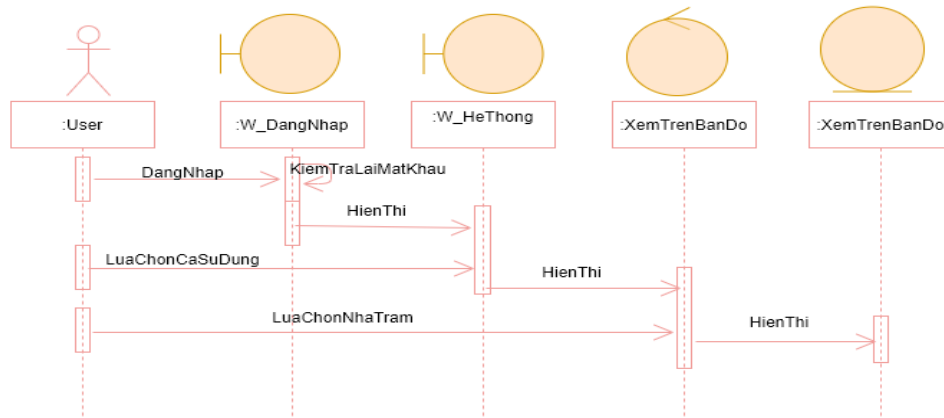 :User
:W_DangNhap
:W_HeThong
:XemTrenBanDo
:XemTrenBanDo
DangNhap
KiemTraLaiMatKhau
HienThi
LuaChonCaSuDung
HienThi
LuaChonNhaTram
HienThi